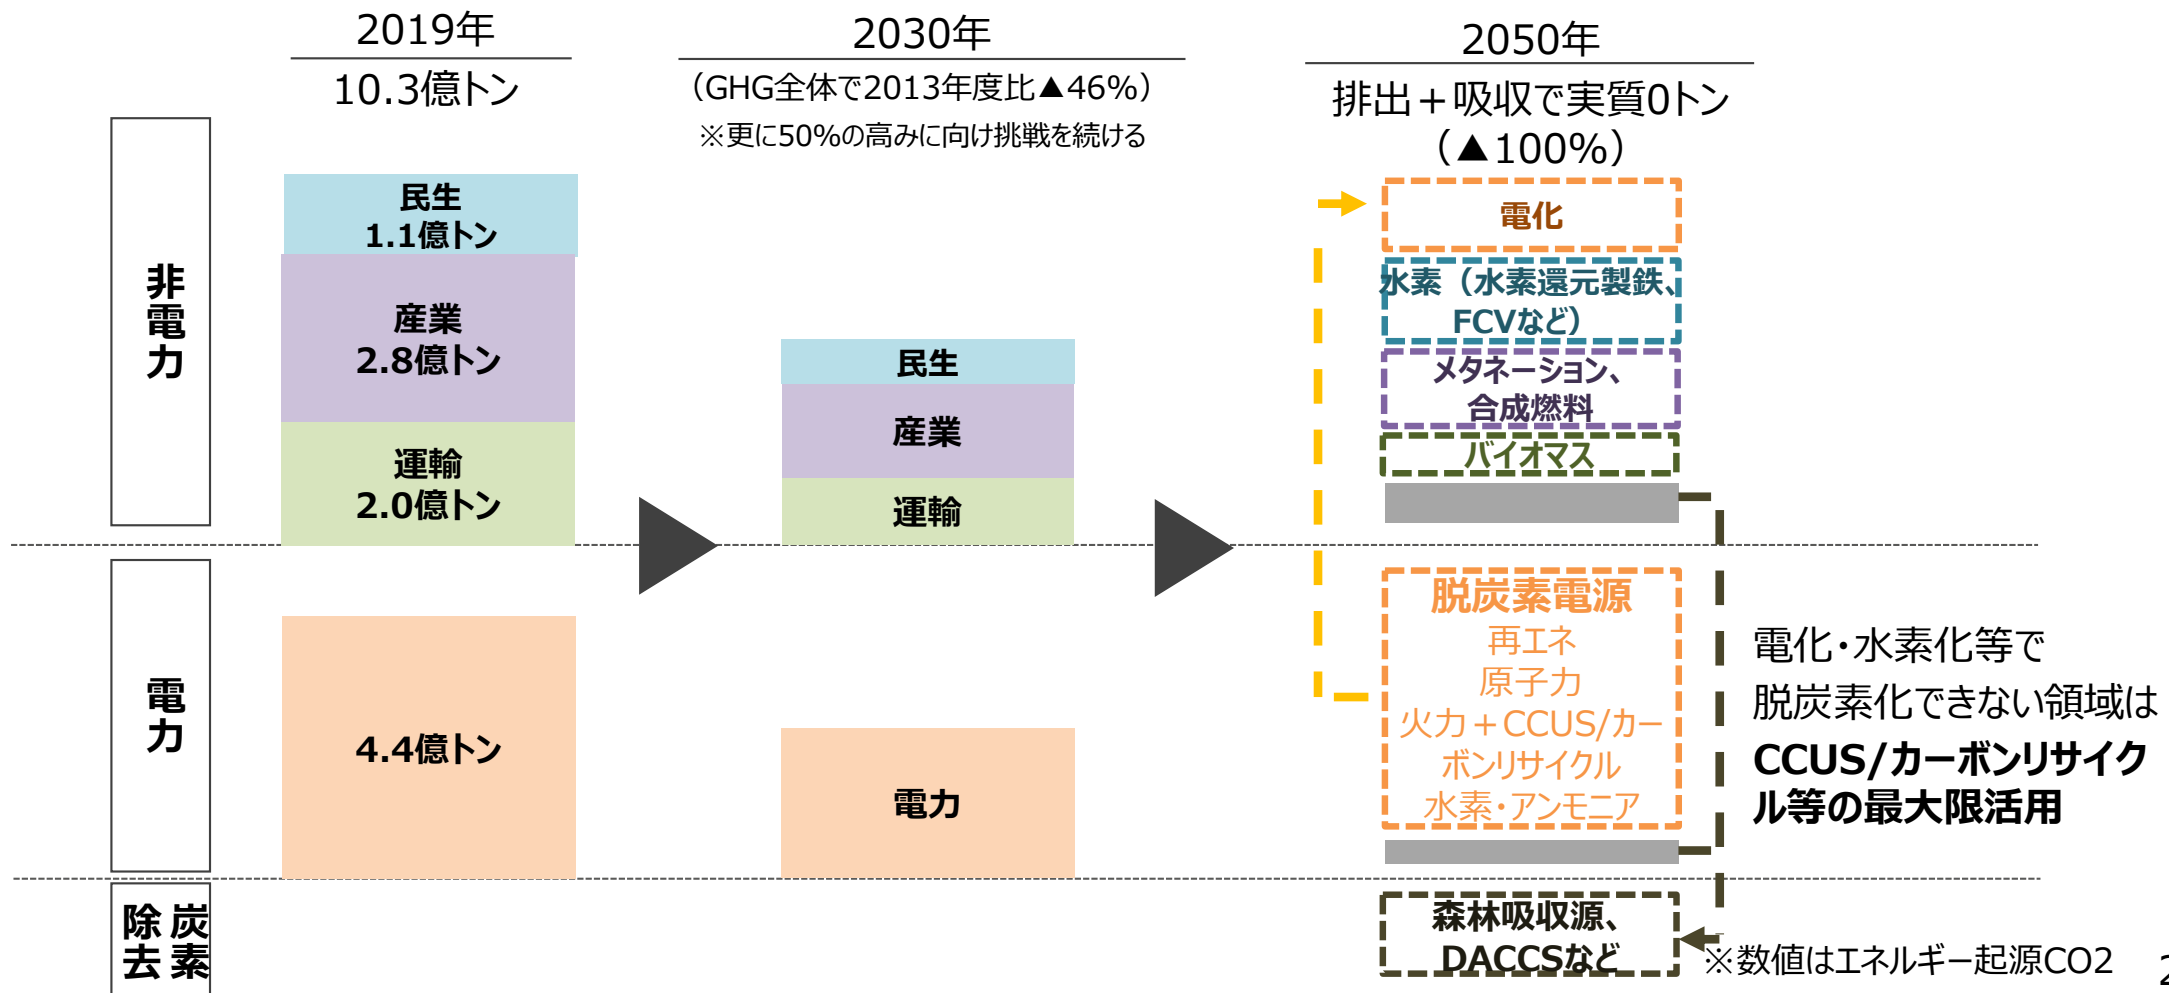 2019年
10.3億トン
2030年
（GHG全体で2013年度比▲46%）
※更に50%の高みに向け挑戦を続ける
2050年
排出＋吸収で実質0トン
（▲100%）
非電力
民生
1.1億トン
産業
2.8億トン
運輸
2.0億トン
民生
産業
運輸
電化
水素（水素還元製鉄、
FCVなど）
メタネーション、
合成燃料
バイオマス
電力
4.4億トン
電力
脱炭素電源
再エネ
原子力
火力＋CCUS/カー
ボンリサイクル
水素・アンモニア
電化・水素化等で
脱炭素化できない領域は
CCUS/カーボンリサイク
ル等の最大限活用
炭素
除去
森林吸収源、
DACCSなど
※数値はエネルギー起源CO2
2